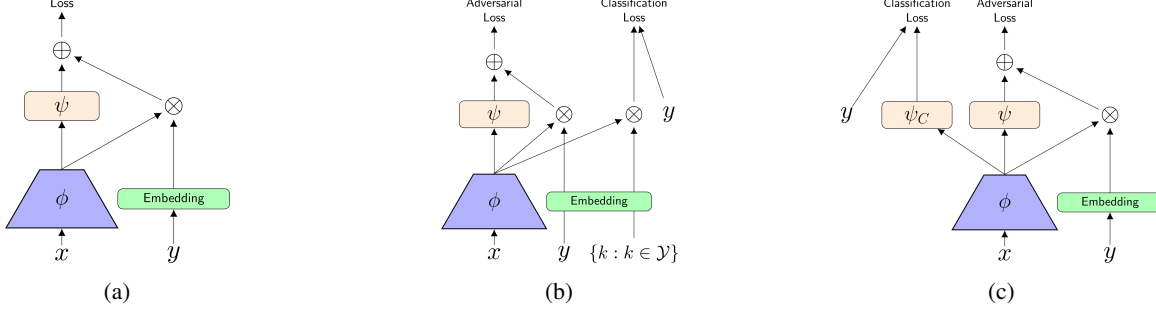 Loss
⊕
ψ
⊗
ϕ
Embedding
x
y
(a)
Adversarial
Loss
Classification
Loss
⊕
ψ
⊗
⊗
y
ϕ
Embedding
x
y
{k : k ∈ 𝒴}
(b)
Classification
Loss
Adversarial
Loss
⊕
y
ψ_C
ψ
⊗
ϕ
Embedding
x
y
(c)